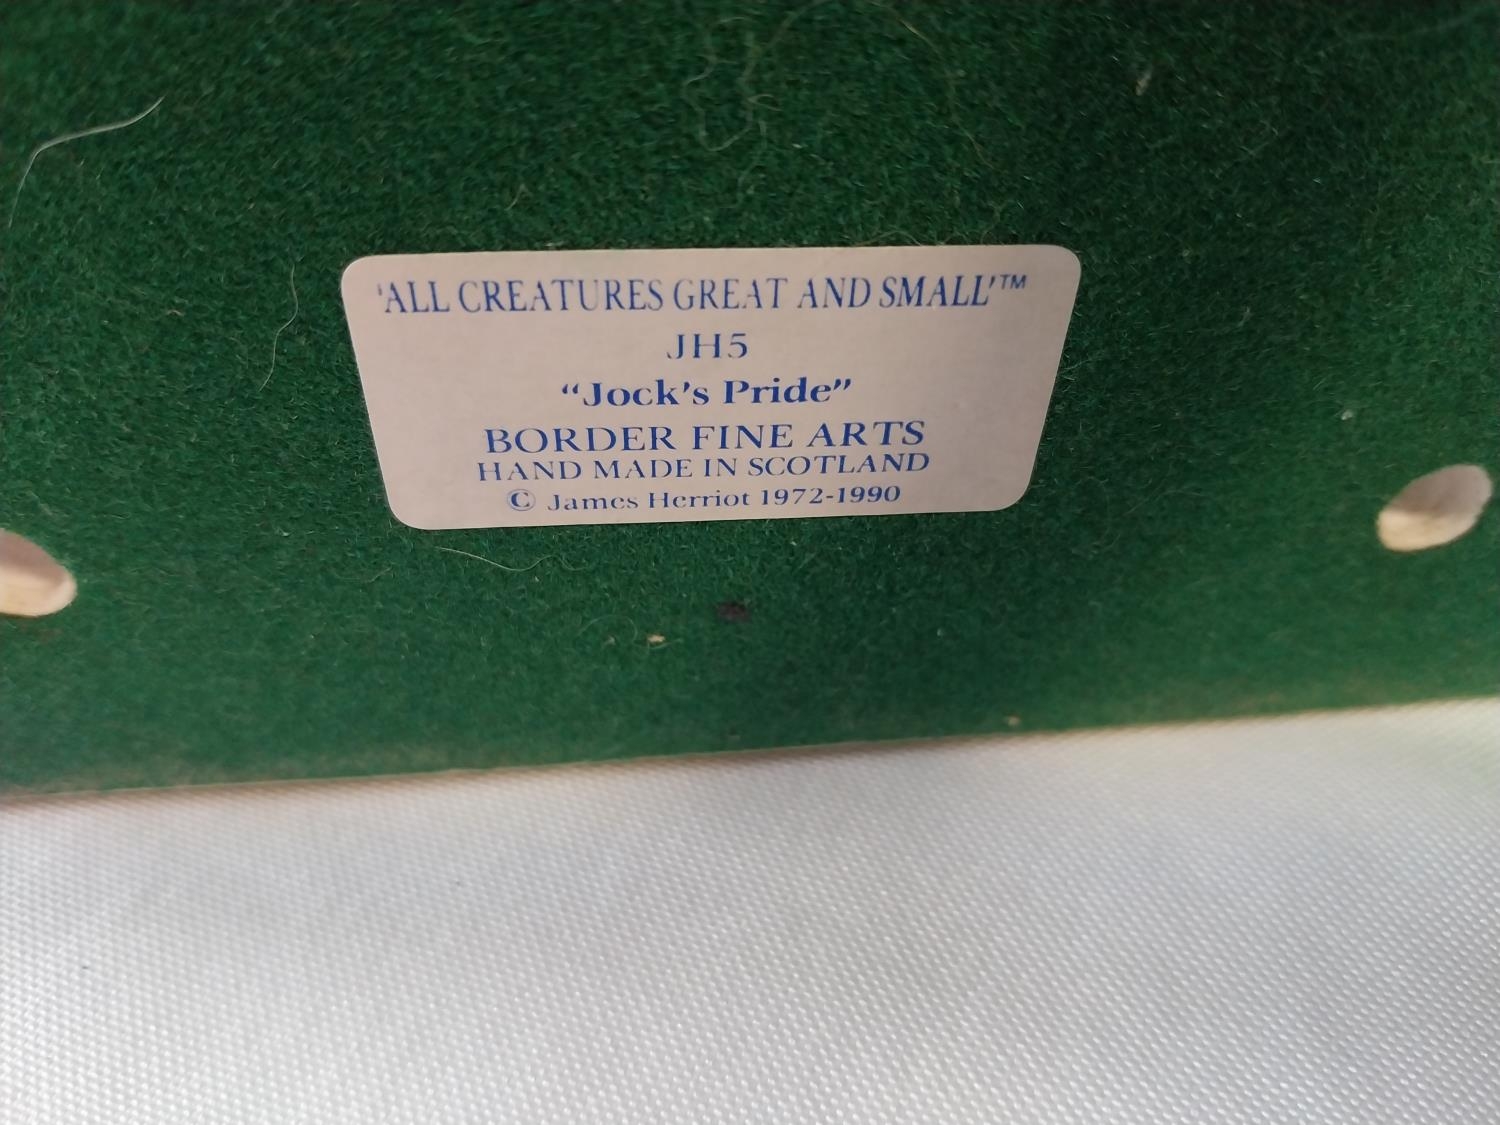 'ALL CREATURES GREAT AND SMALL'™
JH5
“Jock’s Pride”
BORDER FINE ARTS
HAND MADE IN SCOTLAND
© James Herriot 1972-1990